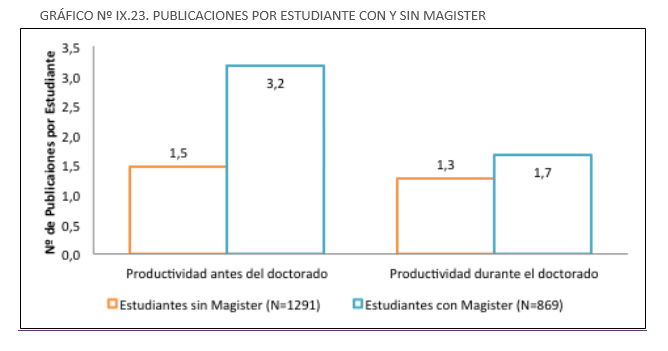 GRÁFICO Nº IX.23. PUBLICACIONES POR ESTUDIANTE CON Y SIN MAGISTER
Nº de Publicaiones por Estudiante
3,5
3,0
2,5
2,0
1,5
1,0
0,5
0,0
1,5
3,2
1,3
1,7
Productividad antes del doctorado
Productividad durante el doctorado
Estudiantes sin Magister (N=1291)
Estudiantes con Magister (N=869)